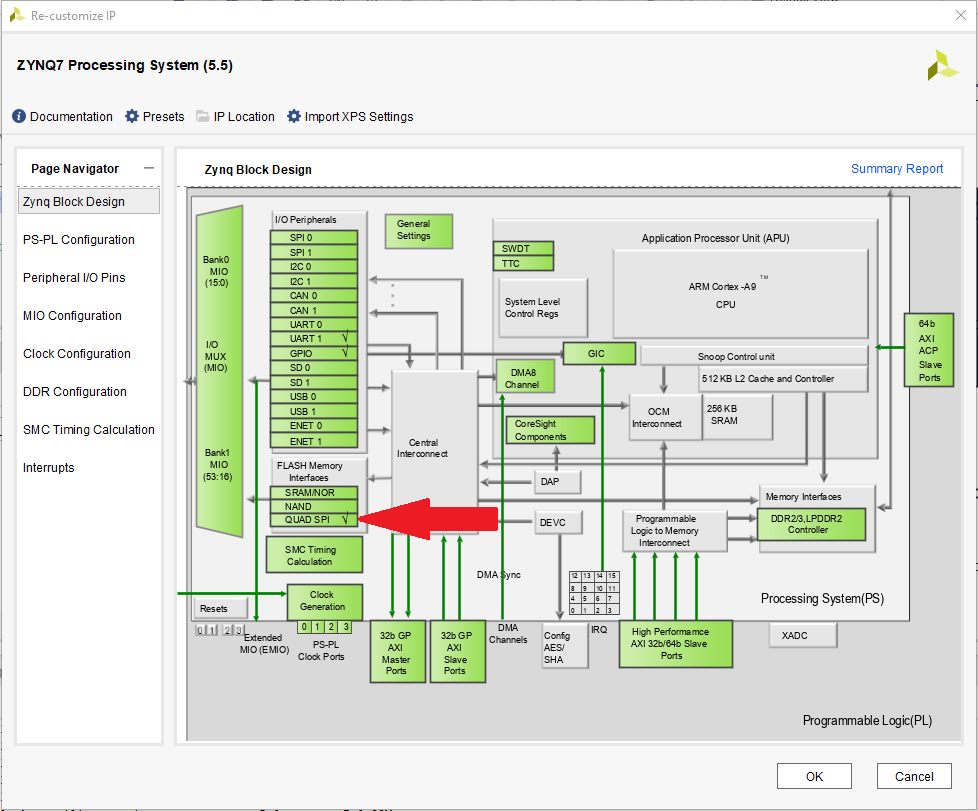 Re-customize IP
ZYNQ7 Processing System (5.5)
Documentation
Presets
IP Location
Import XPS Settings
Page Navigator
Zynq Block Design
PS-PL Configuration
Peripheral I/O Pins
MIO Configuration
Clock Configuration
DDR Configuration
SMC Timing Calculation
Interrupts
Zynq Block Design
Summary Report
Bank0
MIO
(15:0)
I/O
MUX
(MIO)
Bank1
MIO
(53:16)
I/O Peripherals
SPI 0
SPI 1
I2C 0
I2C 1
CAN 0
CAN 1
UART 0
UART 1 √
GPIO √
SD 0
SD 1
USB 0
USB 1
ENET 0
ENET 1
FLASH Memory
Interfaces
SRAM/NOR
NAND
QUAD SPI √
SMC Timing
Calculation
General
Settings
Application Processor Unit (APU)
SWDT
TTC
System Level
Control Regs
ARM Cortex -A9 TM
CPU
GIC
Snoop Control unit
DMA8
Channel
512 KB L2 Cache and Controller
OCM
Interconnect
256 KB
SRAM
CoreSight
Components
Central
Interconnect
DAP
DEVC
Programmable
Logic to Memory
Interconnect
Memory Interfaces
DDR2/3,LPDDR2
Controller
64b
AXI
ACP
Slave
Ports
DMA Sync
12 13 14 15
8 9 10 11
4 5 6 7
0 1 2 3
Processing System(PS)
Resets
0 1 2 3
Clock
Generation
0 1 2 3
Extended
MIO (EMIO)
PS-PL
Clock Ports
32b GP
AXI
Master
Ports
32b GP
AXI
Slave
Ports
DMA
Channels
Config
AES/
SHA
IRQ
High Performance
AXI 32b/64b Slave
Ports
XADC
Programmable Logic(PL)
OK
Cancel